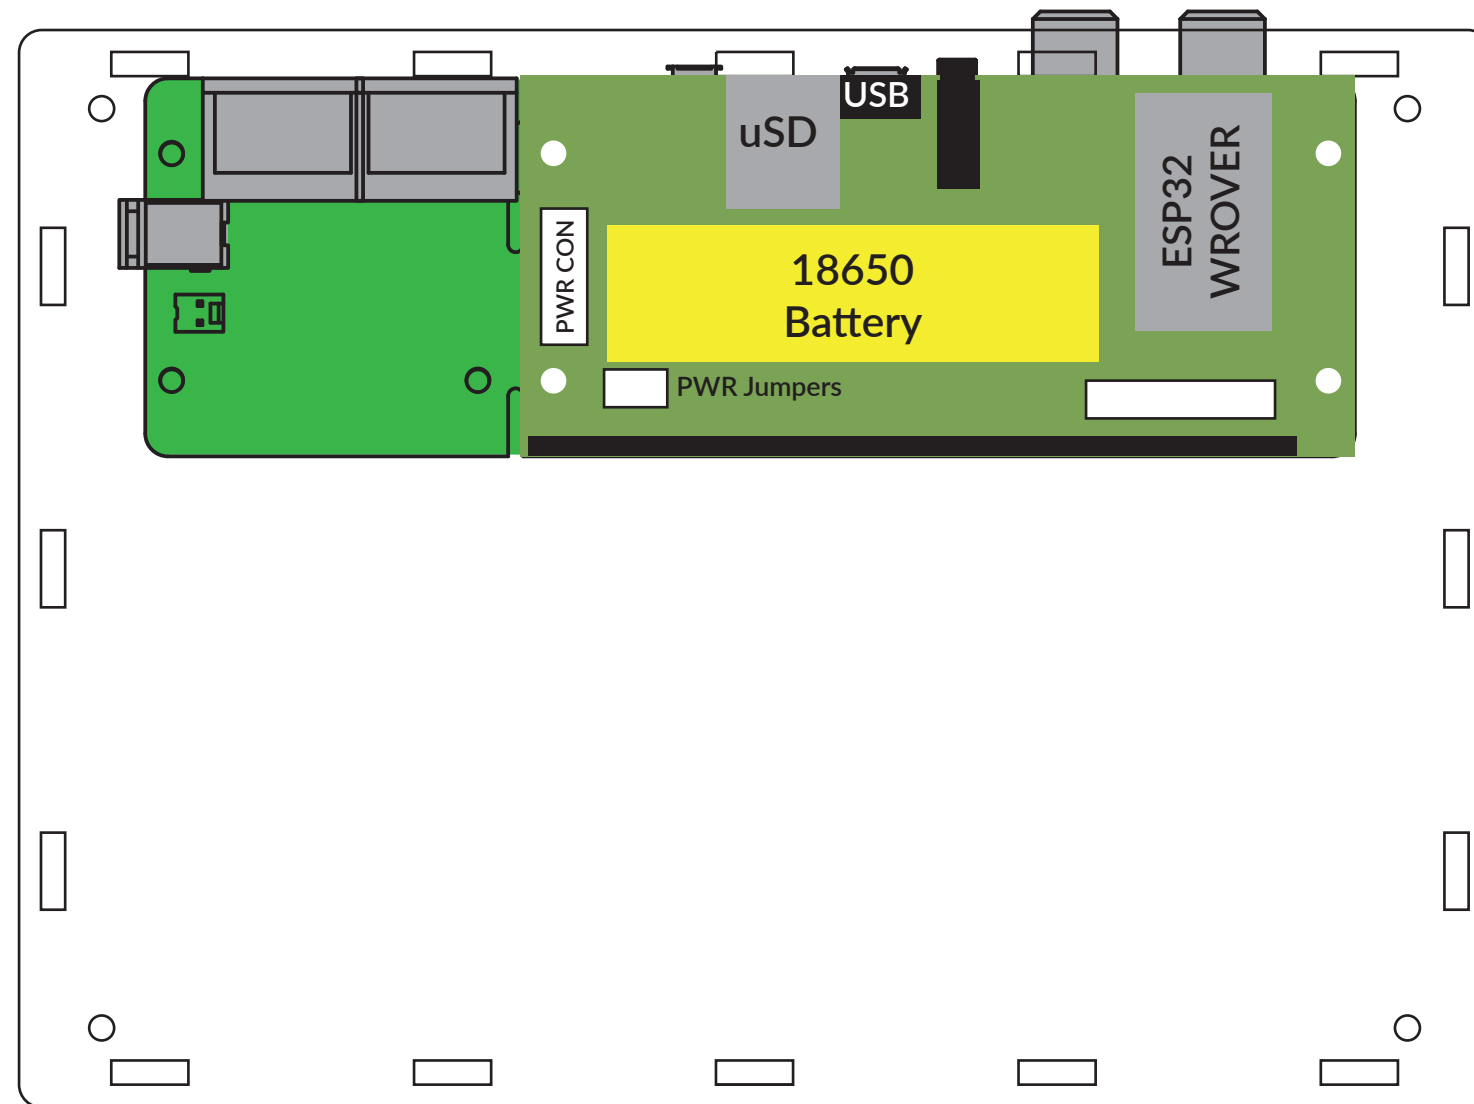 uSD
USB
ESP32
WROVER
PWR CON
18650
Battery
PWR Jumpers